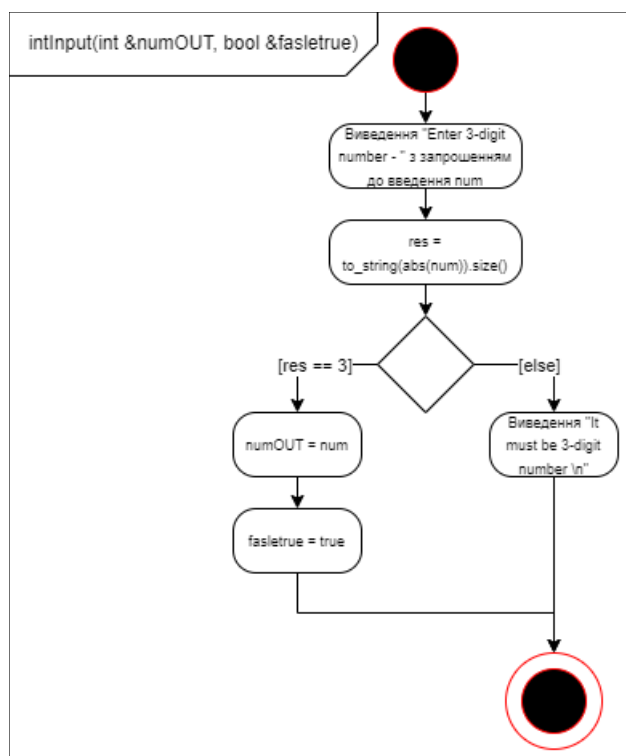 intInput(int &numOUT, bool &fasletrue)
Виведення "Enter 3-digit
number - " з запрошенням
до введення num
res =
to_string(abs(num)).size()
[res == 3]
[else]
numOUT = num
Виведення "It
must be 3-digit
number \n"
fasletrue = true